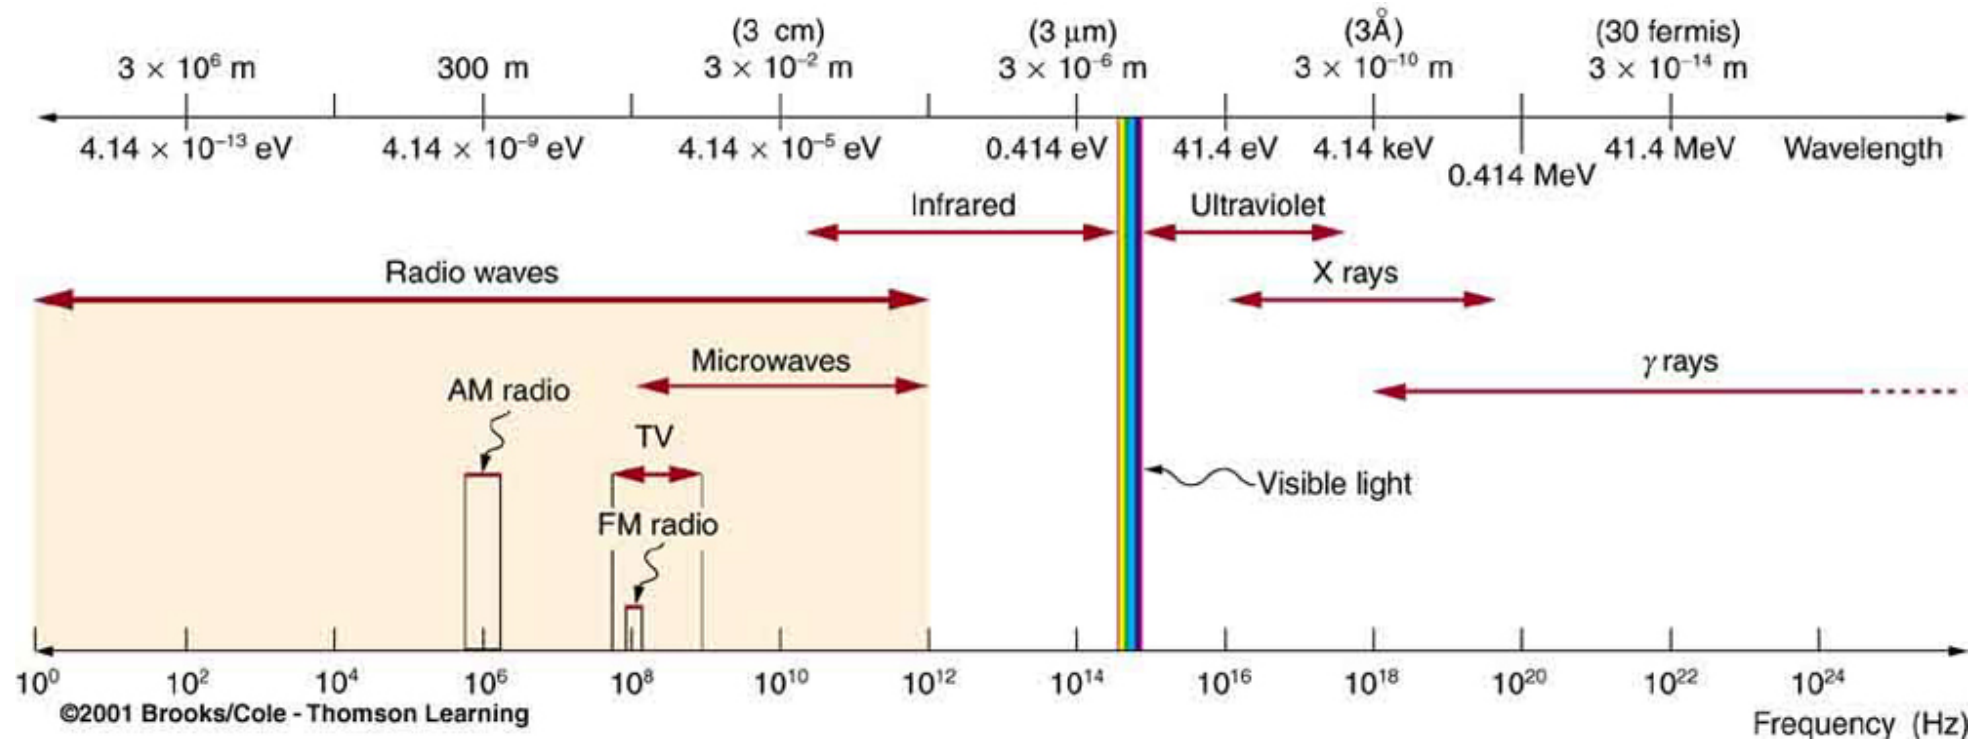 (3 cm) (3 μm) (3Å) (30 fermis)
3 × 10⁶ m 300 m 3 × 10⁻² m 3 × 10⁻⁶ m 3 × 10⁻¹⁰ m 3 × 10⁻¹⁴ m
4.14 × 10⁻¹³ eV 4.14 × 10⁻⁹ eV 4.14 × 10⁻⁵ eV 0.414 eV 41.4 eV 4.14 keV 41.4 MeV Wavelength
0.414 MeV
Infrared Ultraviolet
Radio waves X rays
Microwaves γ rays
AM radio
TV
Visible light
FM radio
10⁰ 10² 10⁴ 10⁶ 10⁸ 10¹⁰ 10¹² 10¹⁴ 10¹⁶ 10¹⁸ 10²⁰ 10²² 10²⁴
©2001 Brooks/Cole - Thomson Learning
Frequency (Hz)